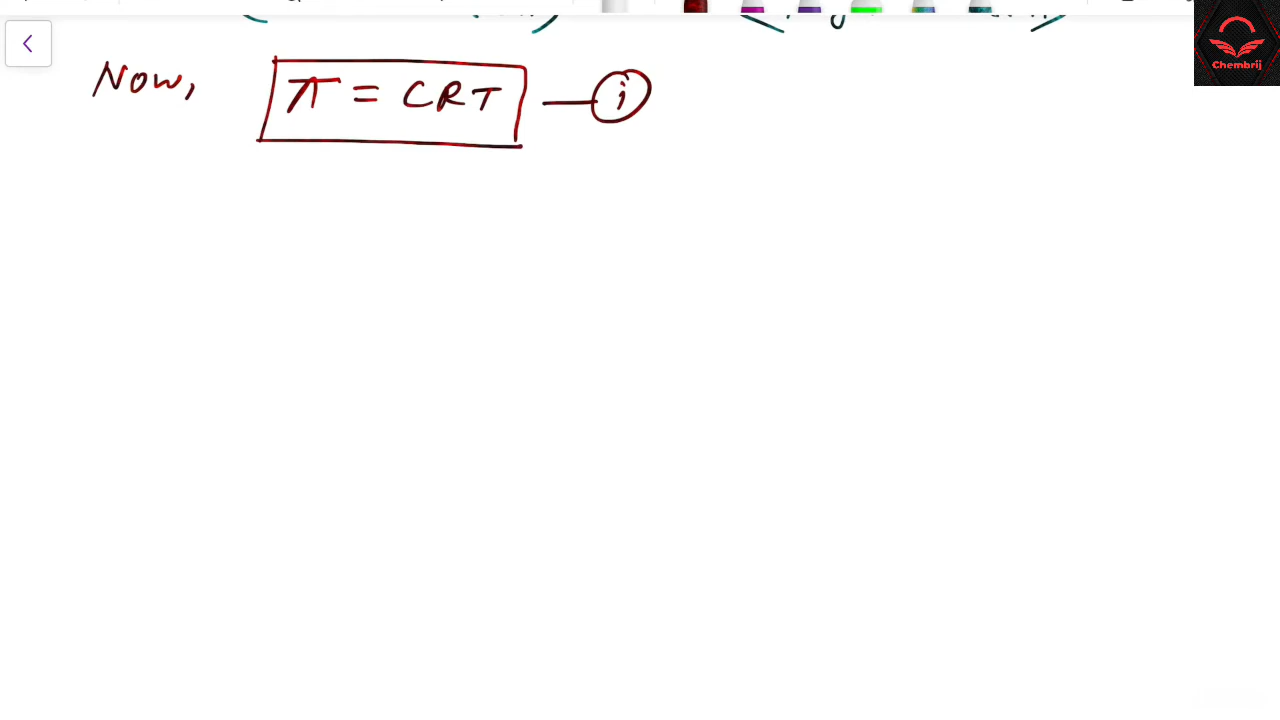 Now, π = CRT — i
Chembrij